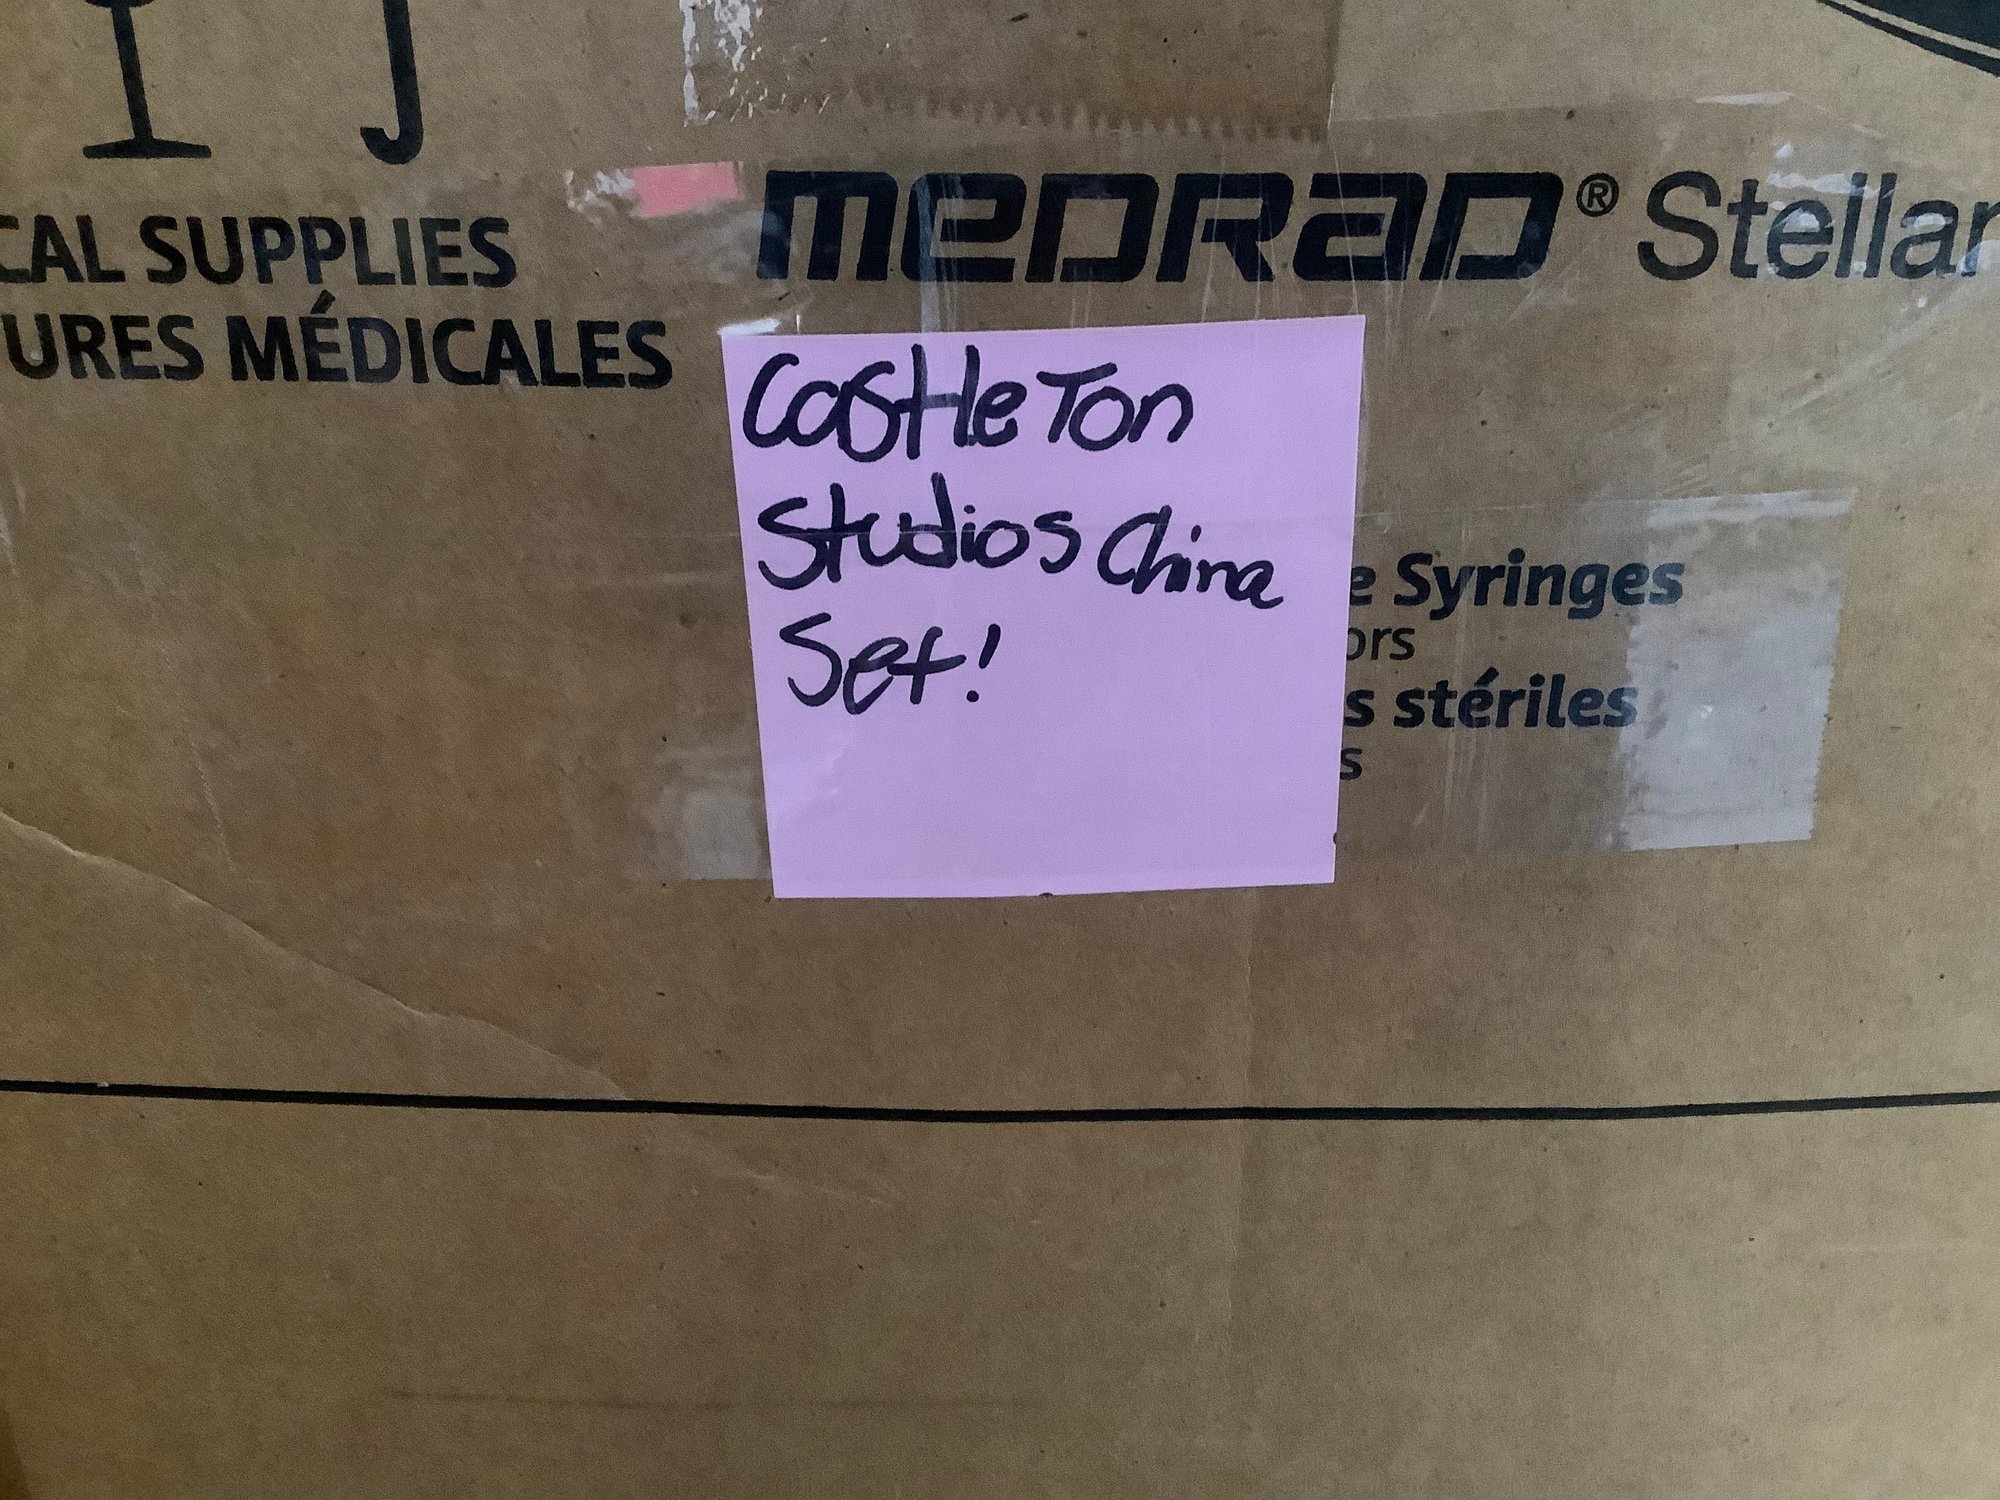 CAL SUPPLIES
URES MÉDICALES
MEDRAD® Stellar
Castleton
Studios China
Set!
e Syringes
ors
s stériles
s